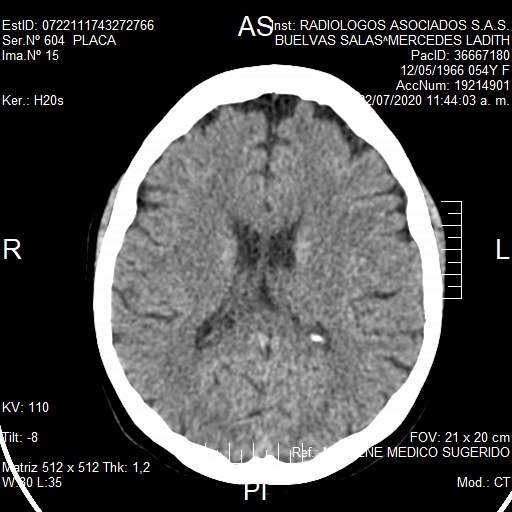 EstID: 0722111743272766
Ser.Nº 604 PLACA
Ima.Nº 15
Ker.: H20s
AS
Inst: RADIOLOGOS ASOCIADOS S.A.S.
BUELVAS SALAS^MERCEDES LADITH
PacID: 36667180
12/05/1966 054Y F
AccNum: 19214901
22/07/2020 11:44:03 a. m.
R
L
KV: 110
Tilt: -8
Matriz 512 x 512 Thk: 1,2
W:80 L:35
PI
FOV: 21 x 20 cm
Ref.: MEDICO SUGERIDO
Mod.: CT